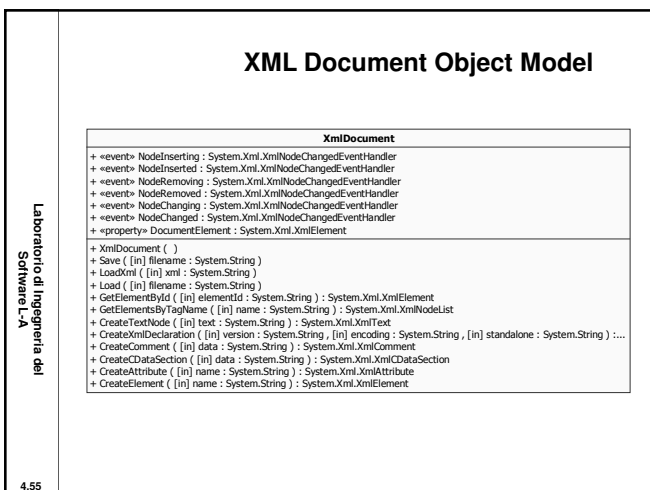 XML Document Object Model
XmlDocument
+ «event» NodeInserting : System.Xml.XmlNodeChangedEventHandler
+ «event» NodeInserted : System.Xml.XmlNodeChangedEventHandler
+ «event» NodeRemoving : System.Xml.XmlNodeChangedEventHandler
+ «event» NodeRemoved : System.Xml.XmlNodeChangedEventHandler
+ «event» NodeChanging : System.Xml.XmlNodeChangedEventHandler
+ «event» NodeChanged : System.Xml.XmlNodeChangedEventHandler
+ «property» DocumentElement : System.Xml.XmlElement
+ XmlDocument ( )
+ Save ( [in] filename : System.String )
+ LoadXml ( [in] xml : System.String )
+ Load ( [in] filename : System.String )
+ GetElementById ( [in] elementId : System.String ) : System.Xml.XmlElement
+ GetElementsByTagName ( [in] name : System.String ) : System.Xml.XmlNodeList
+ CreateTextNode ( [in] text : System.String ) : System.Xml.XmlText
+ CreateXmlDeclaration ( [in] version : System.String , [in] encoding : System.String , [in] standalone : System.String ) :...
+ CreateComment ( [in] data : System.String ) : System.Xml.XmlComment
+ CreateCDataSection ( [in] data : System.String ) : System.Xml.XmlCDataSection
+ CreateAttribute ( [in] name : System.String ) : System.Xml.XmlAttribute
+ CreateElement ( [in] name : System.String ) : System.Xml.XmlElement
Laboratorio di Ingegneria del
Software L-A
4.55